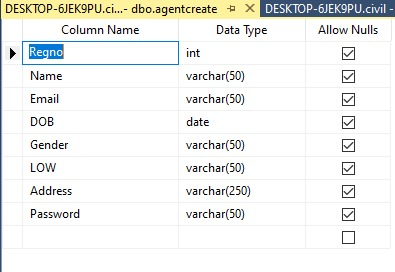 DESKTOP-6JEK9PU.ci...- dbo.agentcreate
DESKTOP-6JEK9PU.civil -
Column Name Data Type Allow Nulls
Regno int
Name varchar(50)
Email varchar(50)
DOB date
Gender varchar(50)
LOW varchar(50)
Address varchar(250)
Password varchar(50)